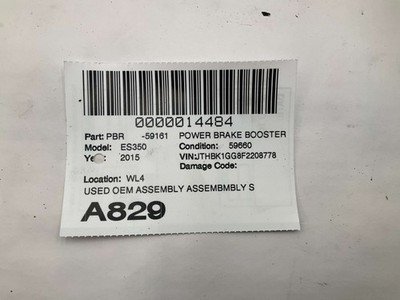 0000014484
Part: PBR -59161 POWER BRAKE BOOSTER
Model: ES350 Condition: 59660
Year: 2015 VIN:JTHBK1GG8F2208778
Damage Code:
Location: WL4
USED OEM ASSEMBLY ASSEMBMBLY S
A829